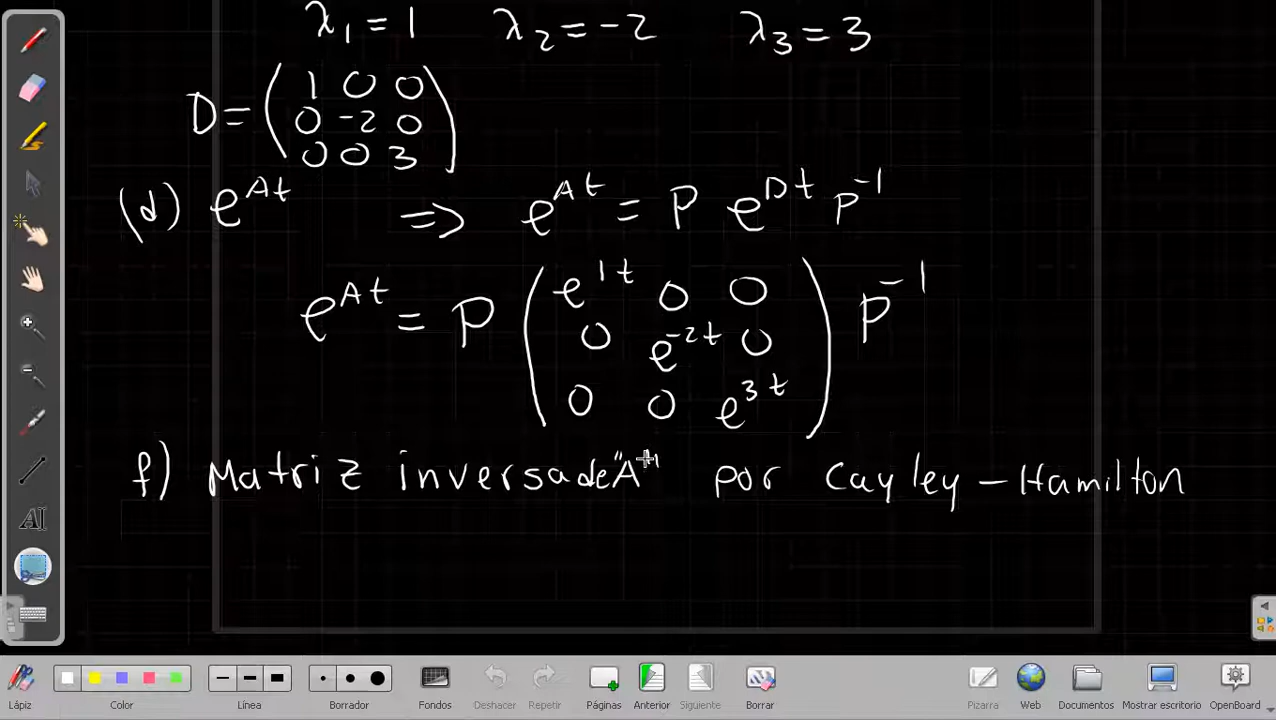 λ₁ = 1 λ₂ = -2 λ₃ = 3
D = (1 0 0
0 -2 0
0 0 3)
(d) e^{At} => e^{At} = P e^{Dt} P^{-1}
e^{At} = P (e^{1t} 0 0
0 e^{-2t} 0
0 0 e^{3t}) P^{-1}
f) Matriz inversa de "A" por Cayley - Hamilton
Lápiz Color Línea Borrador Fondos Deshacer Repetir Páginas Anterior Siguiente Borrar Pizarra Web Documentos Mostrar escritorio OpenBoard